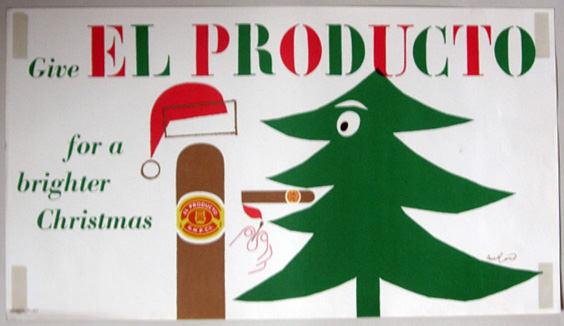 Give EL PRODUCTO
for a
brighter
Christmas
EL PRODUCTO